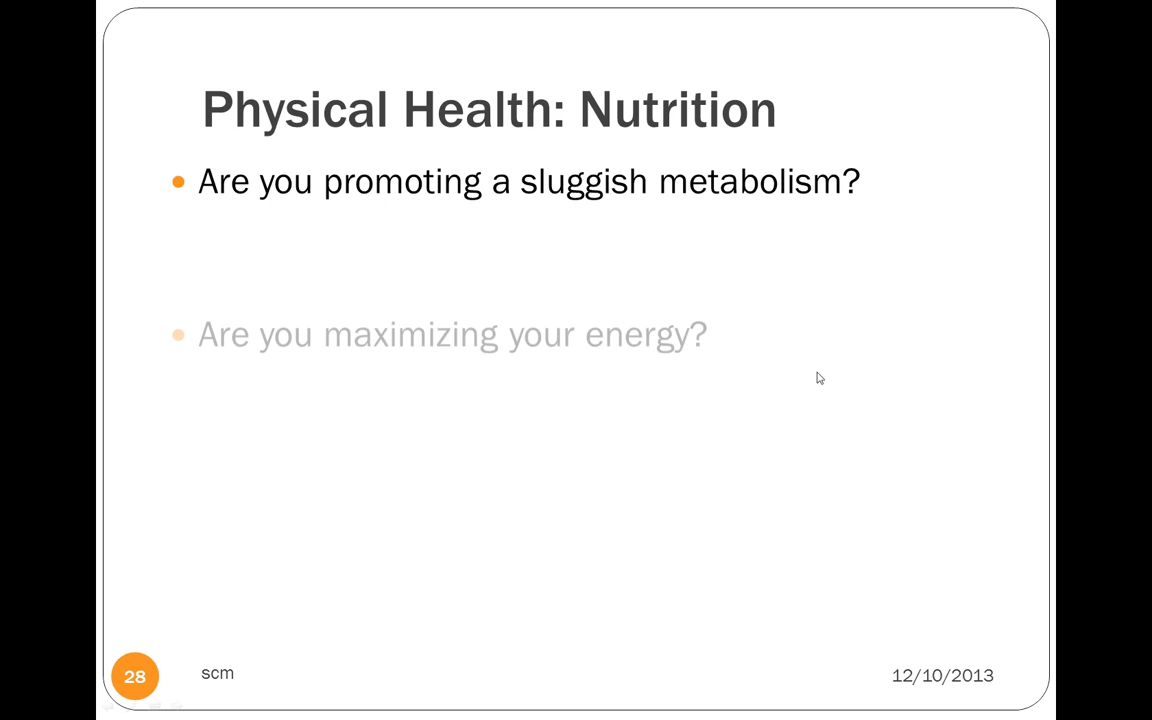 Physical Health: Nutrition
Are you promoting a sluggish metabolism?
Are you maximizing your energy?
28
scm
12/10/2013